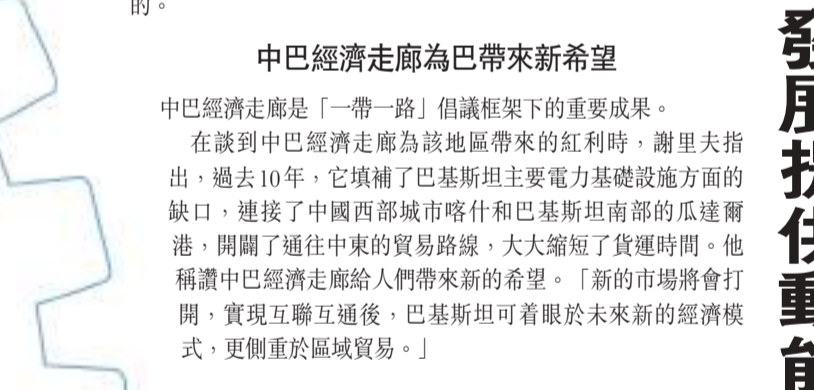 的。
中巴經濟走廊為巴帶來新希望
中巴經濟走廊是「一帶一路」倡議框架下的重要成果。
在談到中巴經濟走廊為該地區帶來的紅利時，謝里夫指
出，過去10年，它填補了巴基斯坦主要電力基礎設施方面的
缺口，連接了中國西部城市喀什和巴基斯坦南部的瓜達爾
港，開闢了通往中東的貿易路線，大大縮短了貨運時間。他
稱讚中巴經濟走廊給人們帶來新的希望。「新的市場將會打
開，實現互聯互通後，巴基斯坦可着眼於未來新的經濟模
式，更側重於區域貿易。」
發展提供動能